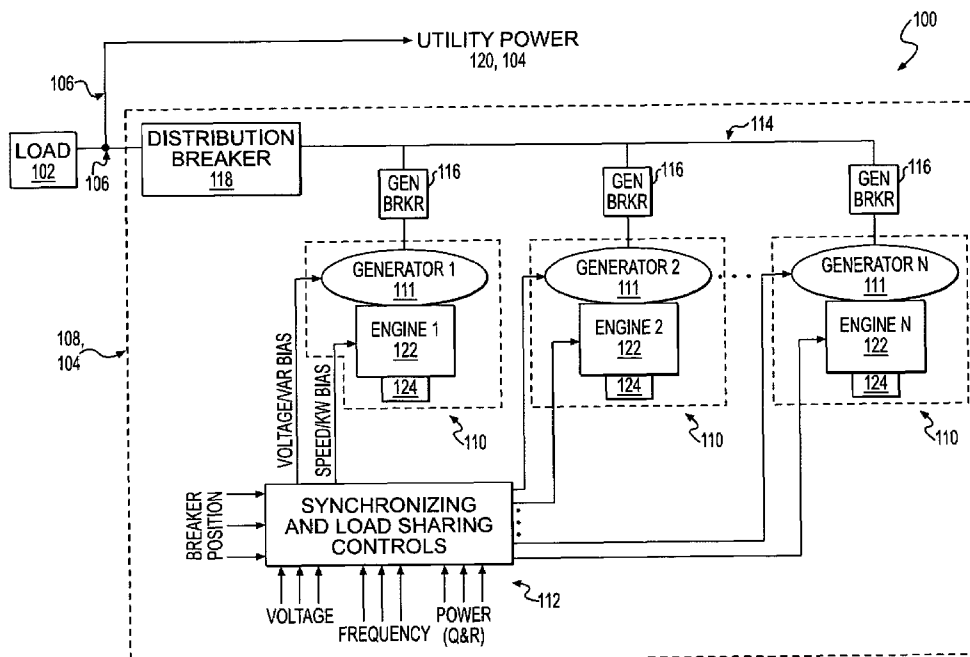 100
UTILITY POWER
120, 104
106
114
LOAD
102
106
DISTRIBUTION
BREAKER
118
GEN
BRKR
116
GEN
BRKR
116
GEN
BRKR
116
GENERATOR 1
111
GENERATOR 2
111
GENERATOR N
111
ENGINE 1
122
ENGINE 2
122
ENGINE N
122
124
124
124
108,
104
110
110
110
VOLTAGE/VAR BIAS
SPEED/KW BIAS
BREAKER
POSITION
SYNCHRONIZING
AND LOAD SHARING
CONTROLS
112
VOLTAGE
FREQUENCY
POWER
(Q&R)